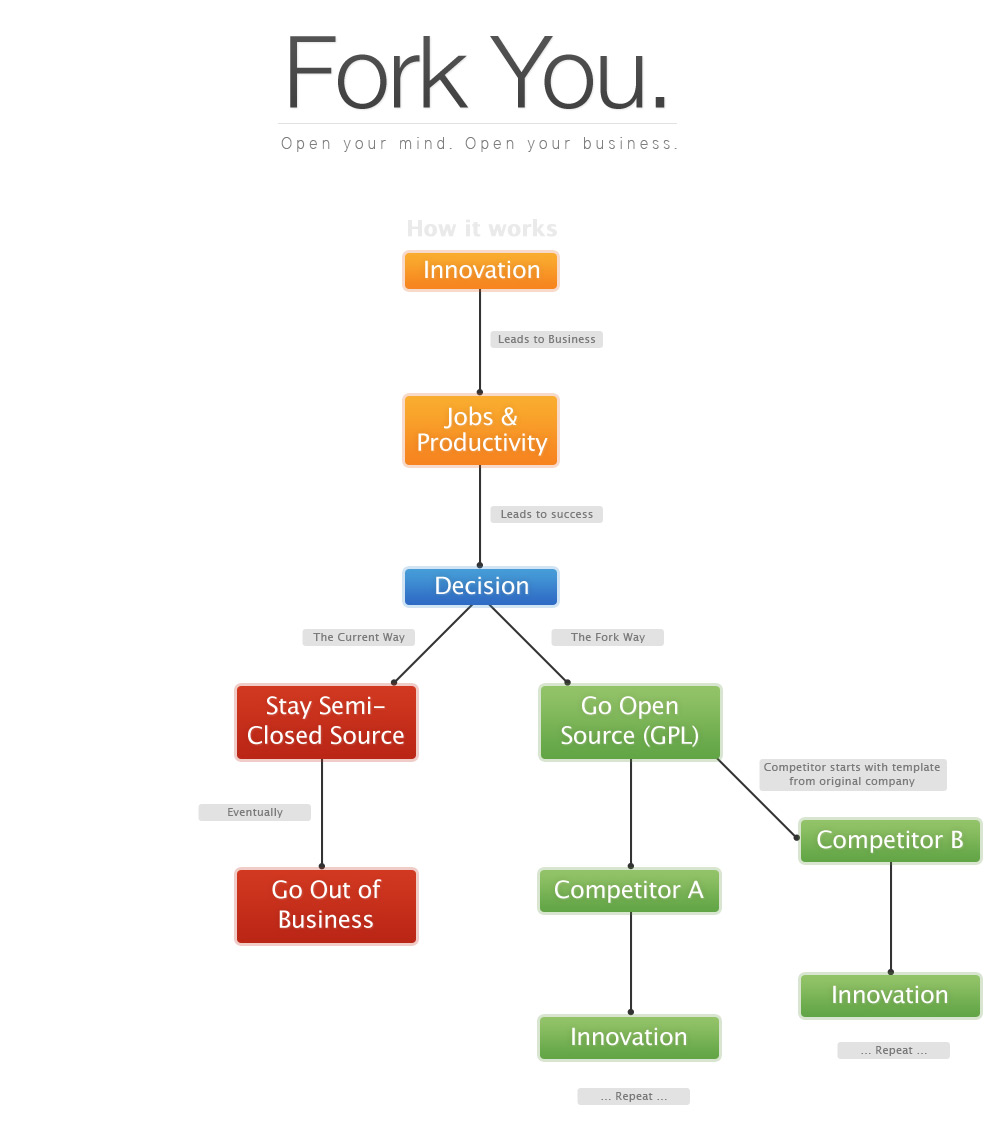 Fork You.
Open your mind. Open your business.
How it works
Innovation
Leads to Business
Jobs &
Productivity
Leads to success
Decision
The Current Way
The Fork Way
Stay Semi-
Closed Source
Go Open
Source (GPL)
Competitor starts with template
from original company
Eventually
Competitor B
Go Out of
Business
Competitor A
Innovation
Innovation
... Repeat ...
... Repeat ...